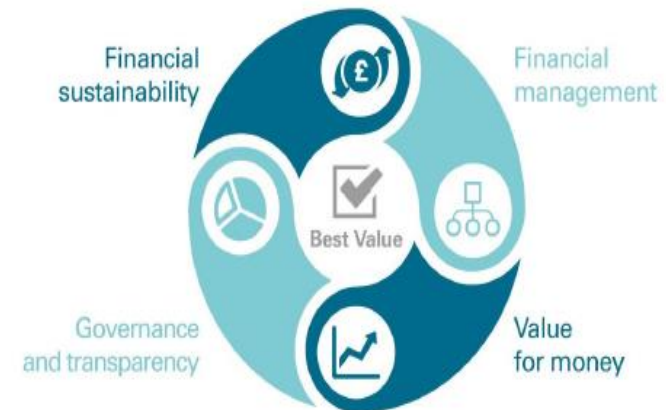 Financial
sustainability
Financial
management
£
Best Value
Governance
and transparency
Value
for money